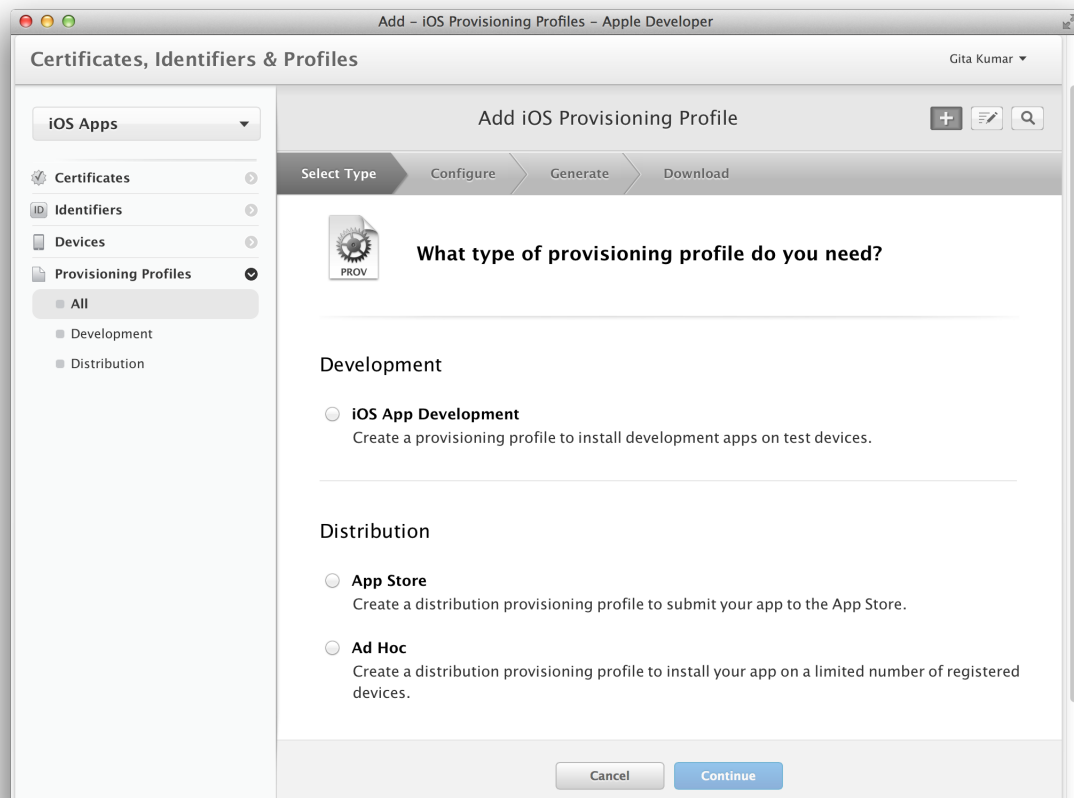 Add – iOS Provisioning Profiles – Apple Developer
Certificates, Identifiers & Profiles
Gita Kumar
iOS Apps
Certificates
ID Identifiers
Devices
Provisioning Profiles
All
Development
Distribution
Add iOS Provisioning Profile
Select Type Configure Generate Download
PROV
What type of provisioning profile do you need?
Development
iOS App Development
Create a provisioning profile to install development apps on test devices.
Distribution
App Store
Create a distribution provisioning profile to submit your app to the App Store.
Ad Hoc
Create a distribution provisioning profile to install your app on a limited number of registered
devices.
Cancel Continue